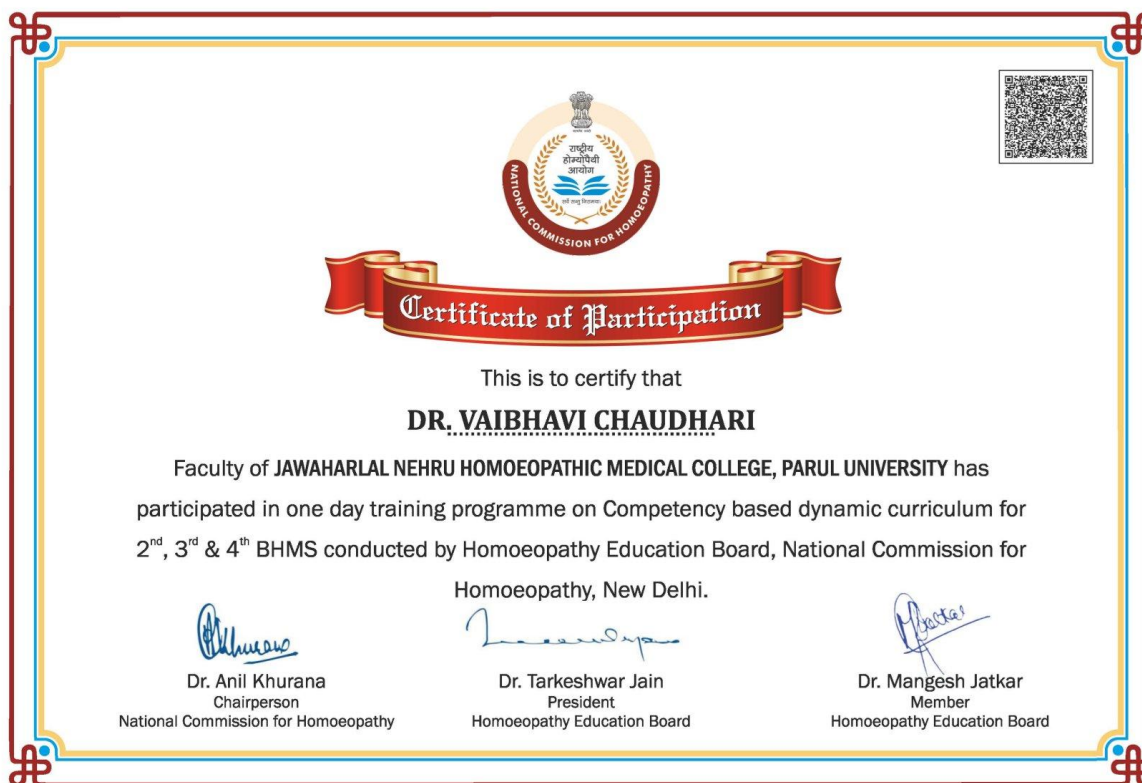 राष्ट्रीय
होम्योपैथी
आयोग
NATIONAL COMMISSION FOR HOMOEOPATHY
Certificate of Participation
This is to certify that
DR. VAIBHAVI CHAUDHARI
Faculty of JAWAHARLAL NEHRU HOMOEOPATHIC MEDICAL COLLEGE, PARUL UNIVERSITY has
participated in one day training programme on Competency based dynamic curriculum for
2nd, 3rd & 4th BHMS conducted by Homoeopathy Education Board, National Commission for
Homoeopathy, New Delhi.
Dr. Anil Khurana
Chairperson
National Commission for Homoeopathy
Dr. Tarkeshwar Jain
President
Homoeopathy Education Board
Dr. Mangesh Jatkar
Member
Homoeopathy Education Board